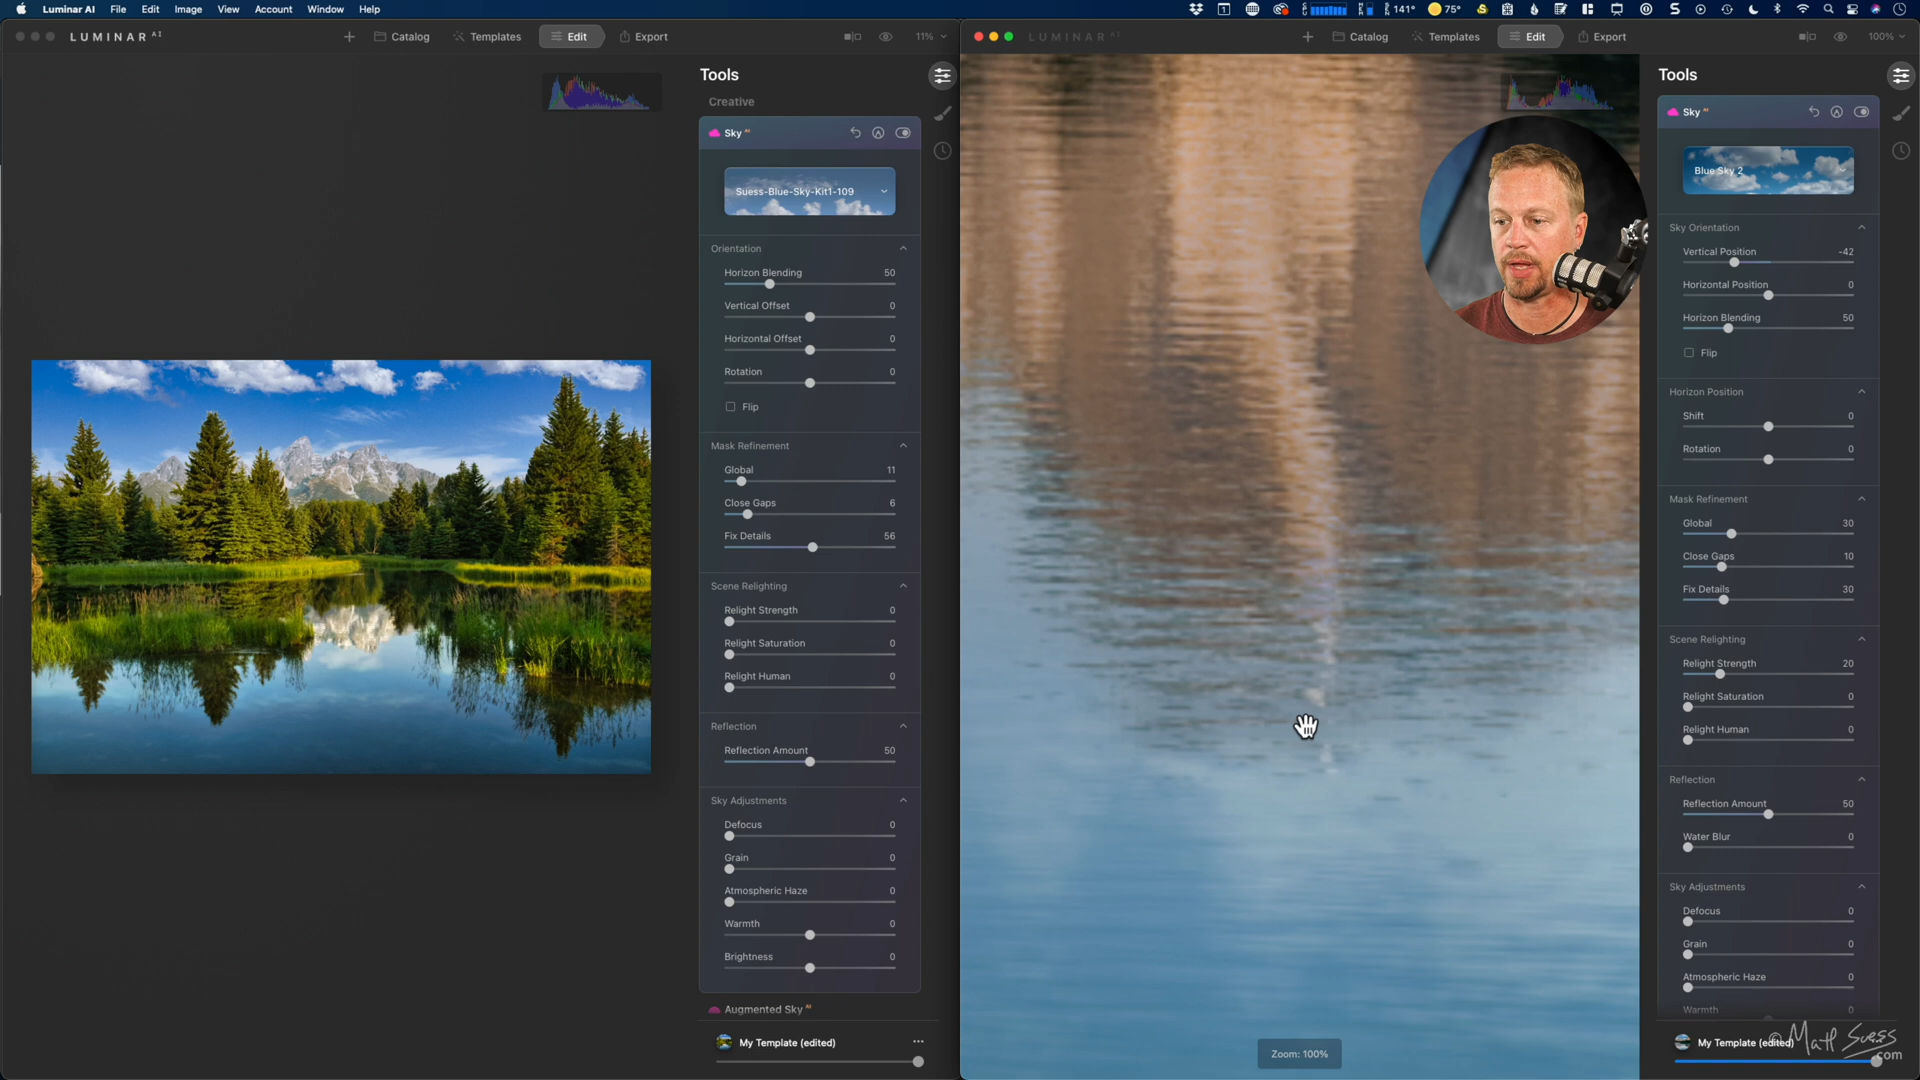 Luminar AI File Edit Image View Account Window Help
1 141° 75°
LUMINAR AI
Catalog Templates Edit Export 11%
Tools
Creative
Sky AI
Suess-Blue-Sky-Kit1-109
Orientation
Horizon Blending 50
Vertical Offset 0
Horizontal Offset 0
Rotation 0
Flip
Mask Refinement
Global 11
Close Gaps 6
Fix Details 56
Scene Relighting
Relight Strength 0
Relight Saturation 0
Relight Human 0
Reflection
Reflection Amount 50
Sky Adjustments
Defocus 0
Grain 0
Atmospheric Haze 0
Warmth 0
Brightness 0
Augmented Sky AI
My Template (edited)
LUMINAR AI
Catalog Templates Edit Export 100%
Tools
Sky AI
Blue Sky 2
Sky Orientation
Vertical Position -42
Horizontal Position 0
Horizon Blending 50
Flip
Horizon Position
Shift 0
Rotation 0
Mask Refinement
Global 30
Close Gaps 10
Fix Details 30
Scene Relighting
Relight Strength 20
Relight Saturation 0
Relight Human 0
Reflection
Reflection Amount 50
Water Blur 0
Sky Adjustments
Defocus 0
Grain 0
Atmospheric Haze 0
Warmth 0
My Template (edited)
© Matt Suess
.com
Zoom: 100%